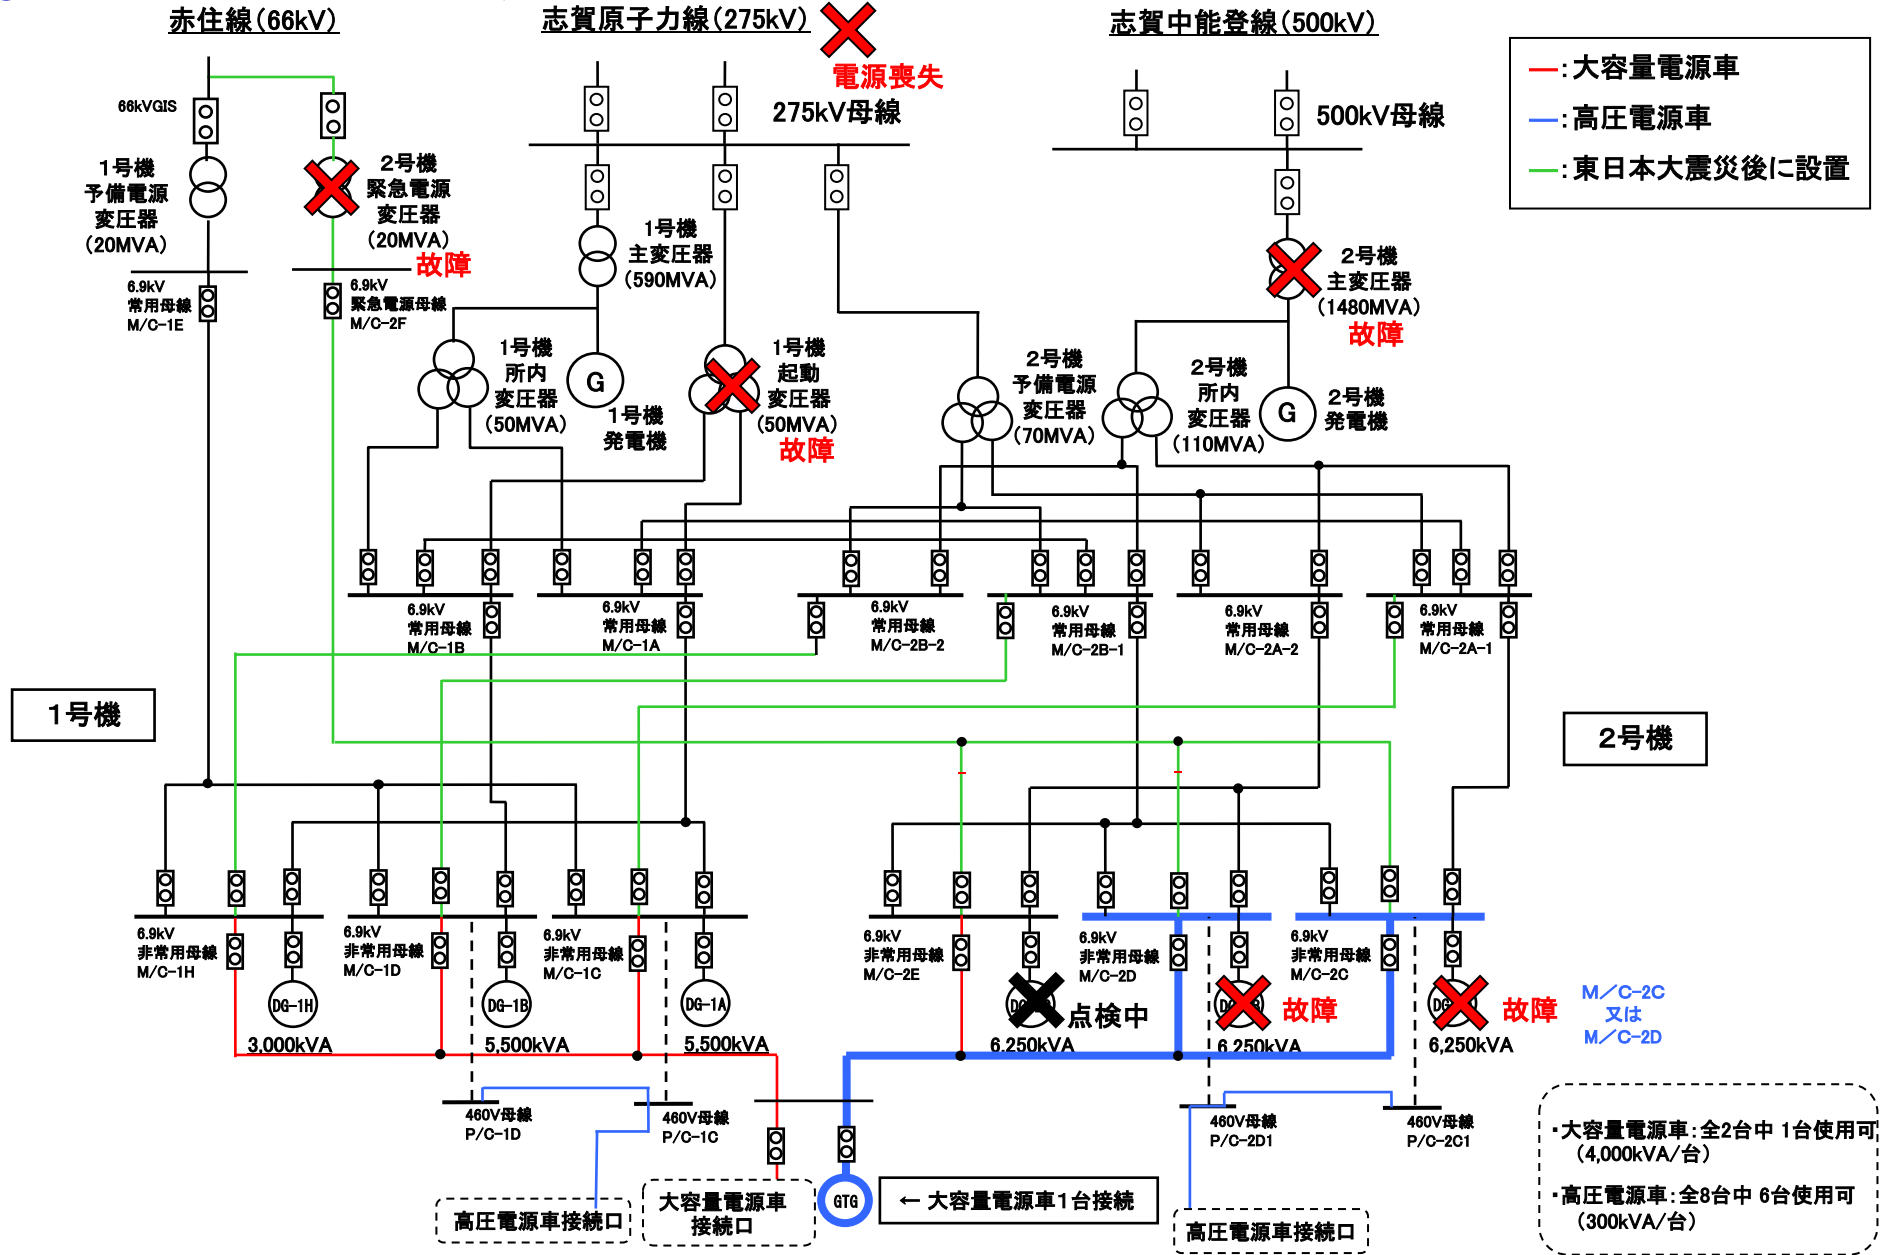 赤住線(66kV)
志賀原子力線(275kV)
電源喪失
志賀中能登線(500kV)
:大容量電源車
:高圧電源車
:東日本大震災後に設置
66kVGIS
275kV母線
500kV母線
1号機
予備電源
変圧器
(20MVA)
2号機
緊急電源
変圧器
(20MVA)
故障
1号機
主変圧器
(590MVA)
2号機
主変圧器
(1480MVA)
故障
6.9kV
常用母線
M/C-1E
6.9kV
緊急電源母線
M/C-2F
1号機
所内
変圧器
(50MVA)
G
1号機
発電機
1号機
起動
変圧器
(50MVA)
故障
2号機
予備電源
変圧器
(70MVA)
2号機
所内
変圧器
(110MVA)
G
2号機
発電機
6.9kV
常用母線
M/C-1B
6.9kV
常用母線
M/C-1A
6.9kV
常用母線
M/C-2B-2
6.9kV
常用母線
M/C-2B-1
6.9kV
常用母線
M/C-2A-2
6.9kV
常用母線
M/C-2A-1
1号機
2号機
6.9kV
非常用母線
M/C-1H
6.9kV
非常用母線
M/C-1D
6.9kV
非常用母線
M/C-1C
6.9kV
非常用母線
M/C-2E
6.9kV
非常用母線
M/C-2D
6.9kV
非常用母線
M/C-2C
DG-1H
3,000kVA
DG-1B
5,500kVA
DG-1A
5,500kVA
点検中
6,250kVA
故障
6,250kVA
故障
6,250kVA
M/C-2C
又は
M/C-2D
460V母線
P/C-1D
460V母線
P/C-1C
460V母線
P/C-2D1
460V母線
P/C-2C1
高圧電源車接続口
大容量電源車
接続口
GTG
← 大容量電源車1台接続
高圧電源車接続口
・大容量電源車:全2台中 1台使用可
(4,000kVA/台)
・高圧電源車:全8台中 6台使用可
(300kVA/台)